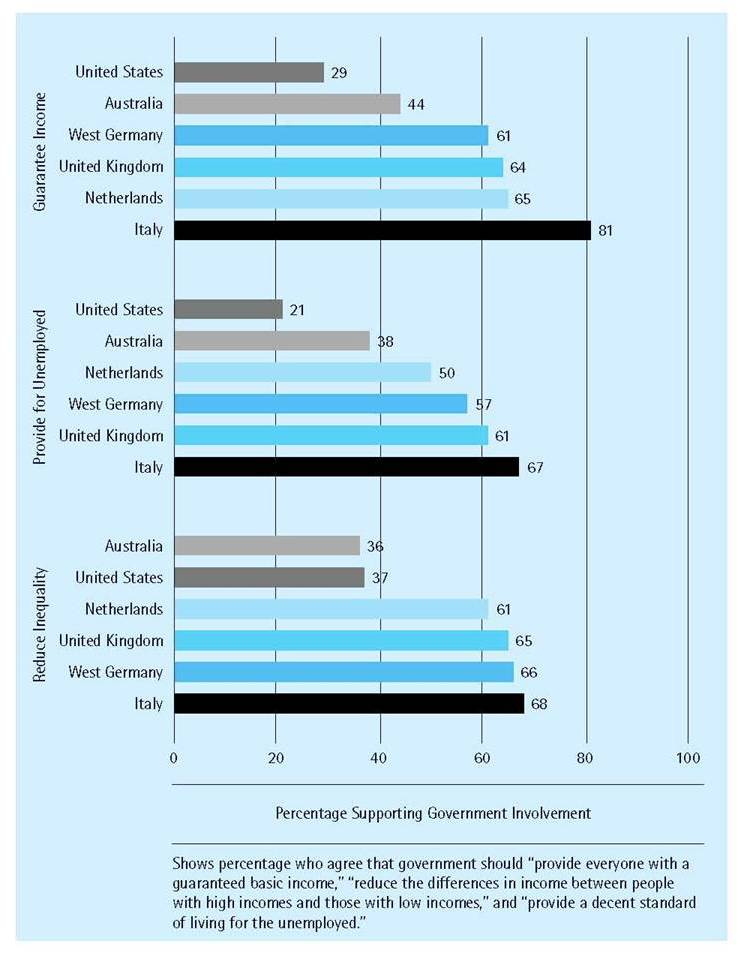 Guarantee Income
United States 29
Australia 44
West Germany 61
United Kingdom 64
Netherlands 65
Italy 81
Provide for Unemployed
United States 21
Australia 38
Netherlands 50
West Germany 57
United Kingdom 61
Italy 67
Reduce Inequality
Australia 36
United States 37
Netherlands 61
United Kingdom 65
West Germany 66
Italy 68
0 20 40 60 80 100
Percentage Supporting Government Involvement
Shows percentage who agree that government should “provide everyone with a
guaranteed basic income,” “reduce the differences in income between people
with high incomes and those with low incomes,” and “provide a decent standard
of living for the unemployed.”